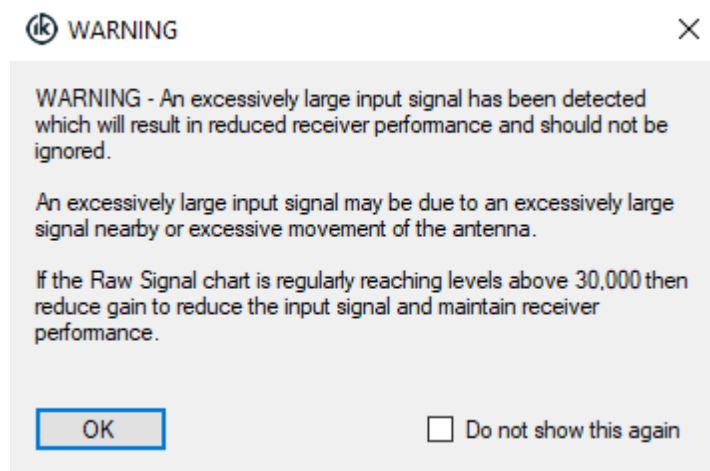 ik WARNING
WARNING - An excessively large input signal has been detected
which will result in reduced receiver performance and should not be
ignored.
An excessively large input signal may be due to an excessively large
signal nearby or excessive movement of the antenna.
If the Raw Signal chart is regularly reaching levels above 30,000 then
reduce gain to reduce the input signal and maintain receiver
performance.
OK Do not show this again